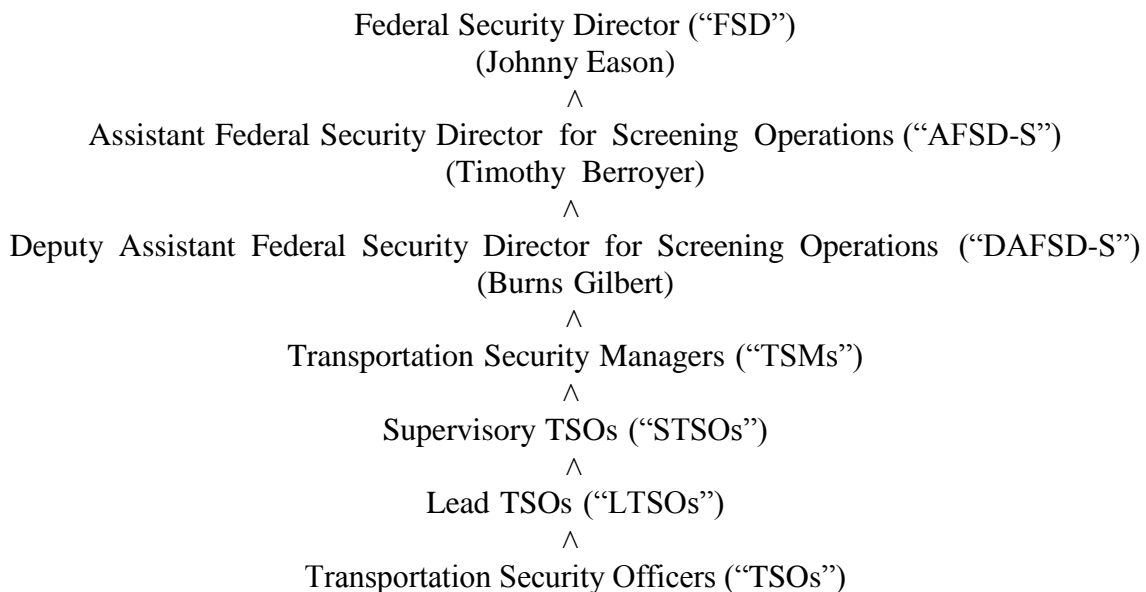 Federal Security Director (“FSD”)
(Johnny Eason)
^
Assistant Federal Security Director for Screening Operations (“AFSD-S”)
(Timothy Berroyer)
^
Deputy Assistant Federal Security Director for Screening Operations (“DAFSD-S”)
(Burns Gilbert)
^
Transportation Security Managers (“TSMs”)
^
Supervisory TSOs (“STSOs”)
^
Lead TSOs (“LTSOs”)
^
Transportation Security Officers (“TSOs”)